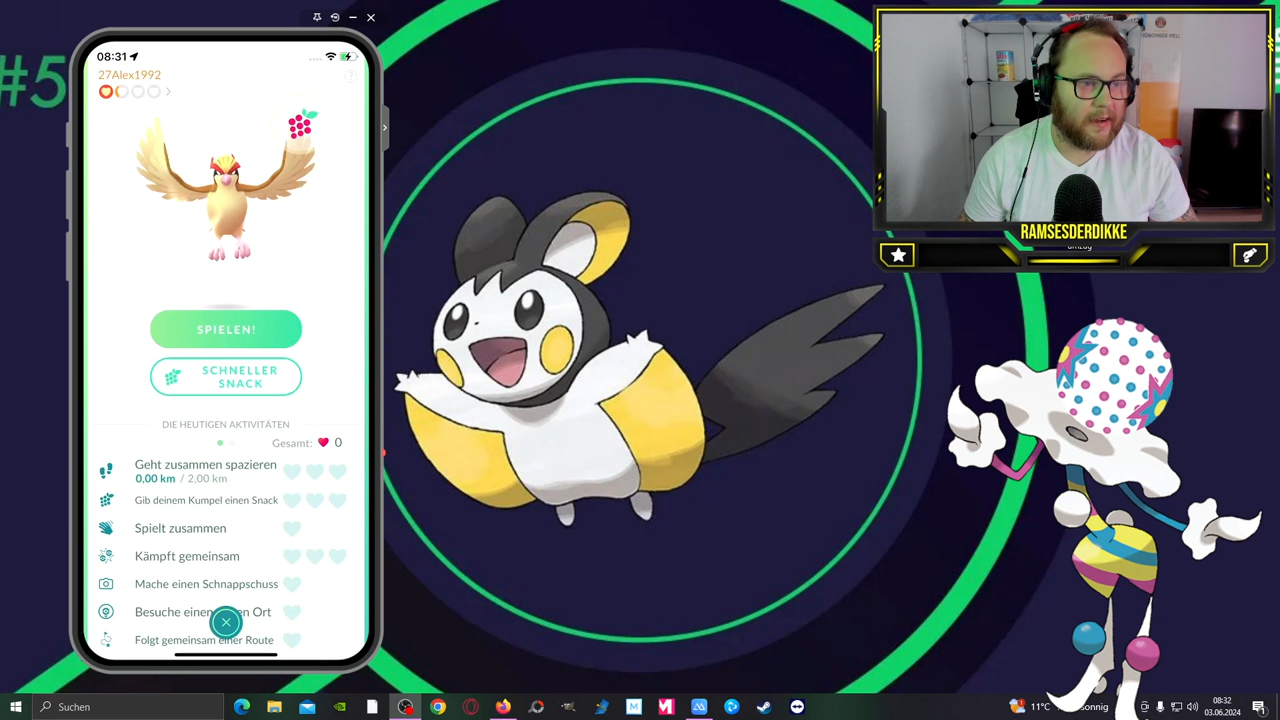 #5
08:31
27Alex1992
?
SPIELEN!
SCHNELLER
SNACK
DIE HEUTIGEN AKTIVITÄTEN
Gesamt: 0
Geht zusammen spazieren
0,00 km / 2,00 km
Gib deinem Kumpel einen Snack
Spielt zusammen
Kämpft gemeinsam
Mache einen Schnappschuss
Besuche einen Ort
Folgt gemeinsam einer Route
RAMSESDERDIKKE
umzug
Suchen
M
M
11°C
Sonnig
08:32
03.06.2024
1